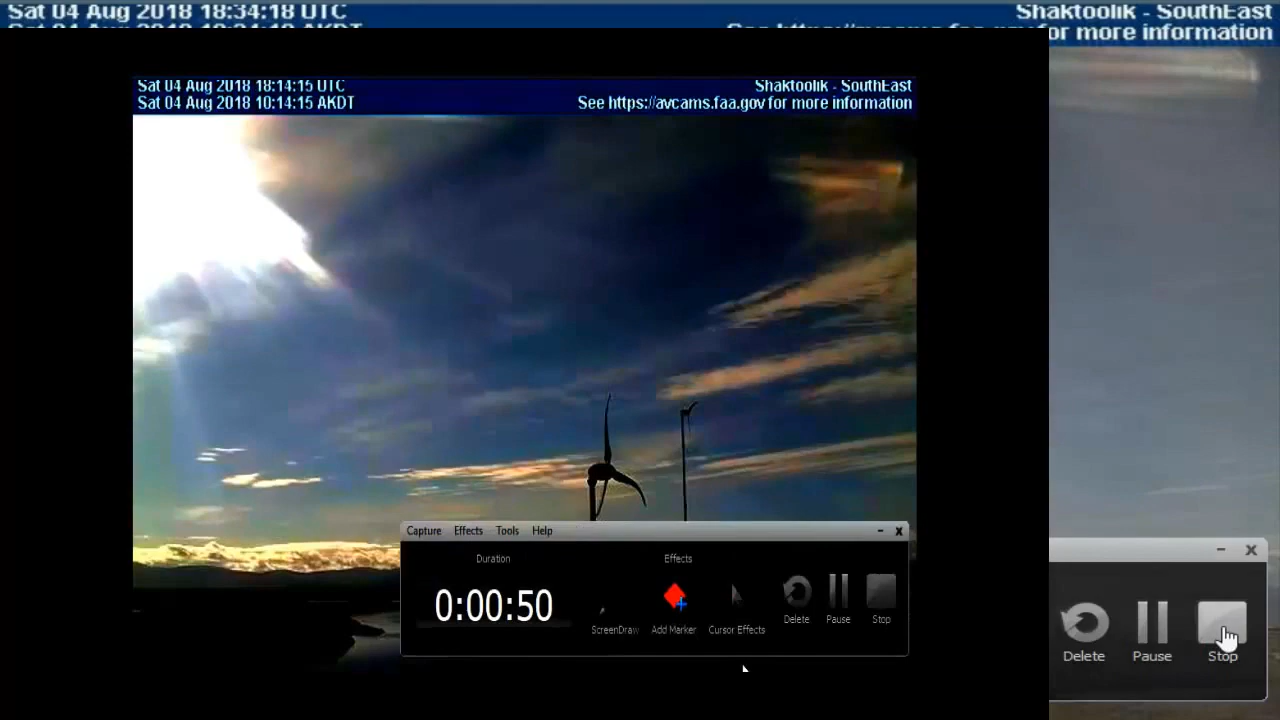 Sat 04 Aug 2018 18:34:18 UTC
Shaktoolik - SouthEast
for more information
Sat 04 Aug 2018 18:14:15 UTC
Shaktoolik - SouthEast
Sat 04 Aug 2018 10:14:15 AKDT
See https://avcams.faa.gov for more information
Capture Effects Tools Help
Duration
Effects
0:00:50
ScreenDraw
Add Marker
Cursor Effects
Delete
Pause
Stop
Delete
Pause
Stop